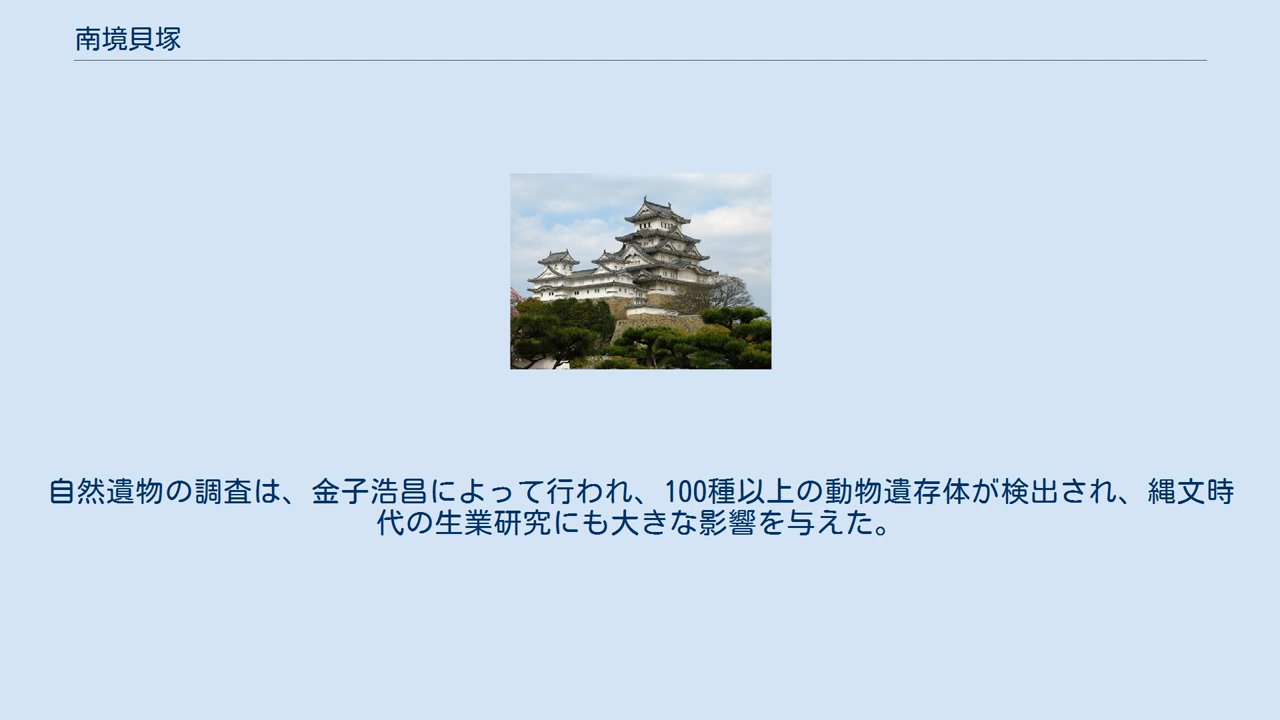 南境貝塚
自然遺物の調査は、金子浩昌によって行われ、100種以上の動物遺存体が検出され、縄文時
代の生業研究にも大きな影響を与えた。